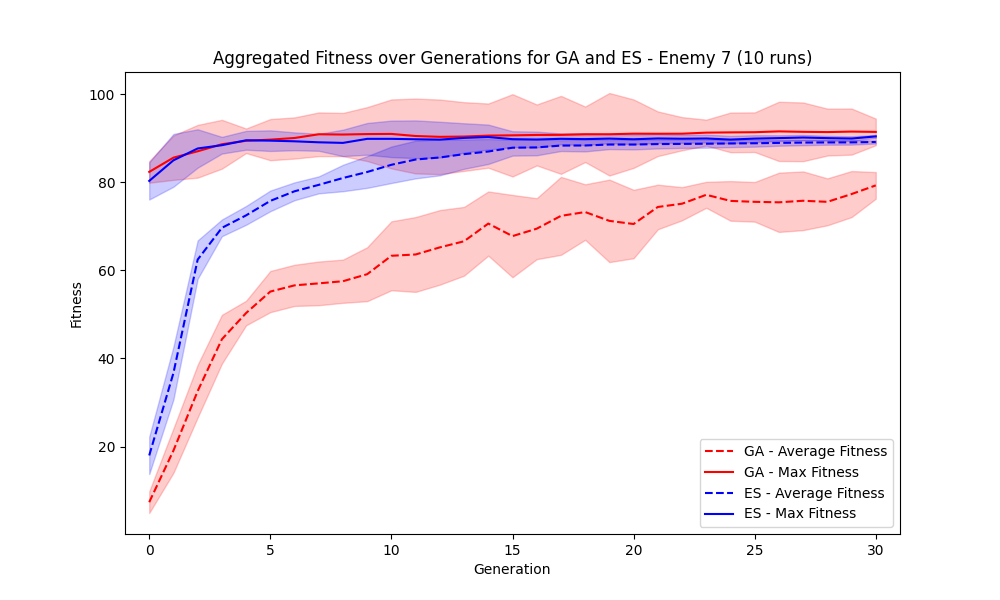 Aggregated Fitness over Generations for GA and ES - Enemy 7 (10 runs)
100
80
60
40
20
Fitness
0 5 10 15 20 25 30
Generation
GA - Average Fitness
GA - Max Fitness
ES - Average Fitness
ES - Max Fitness